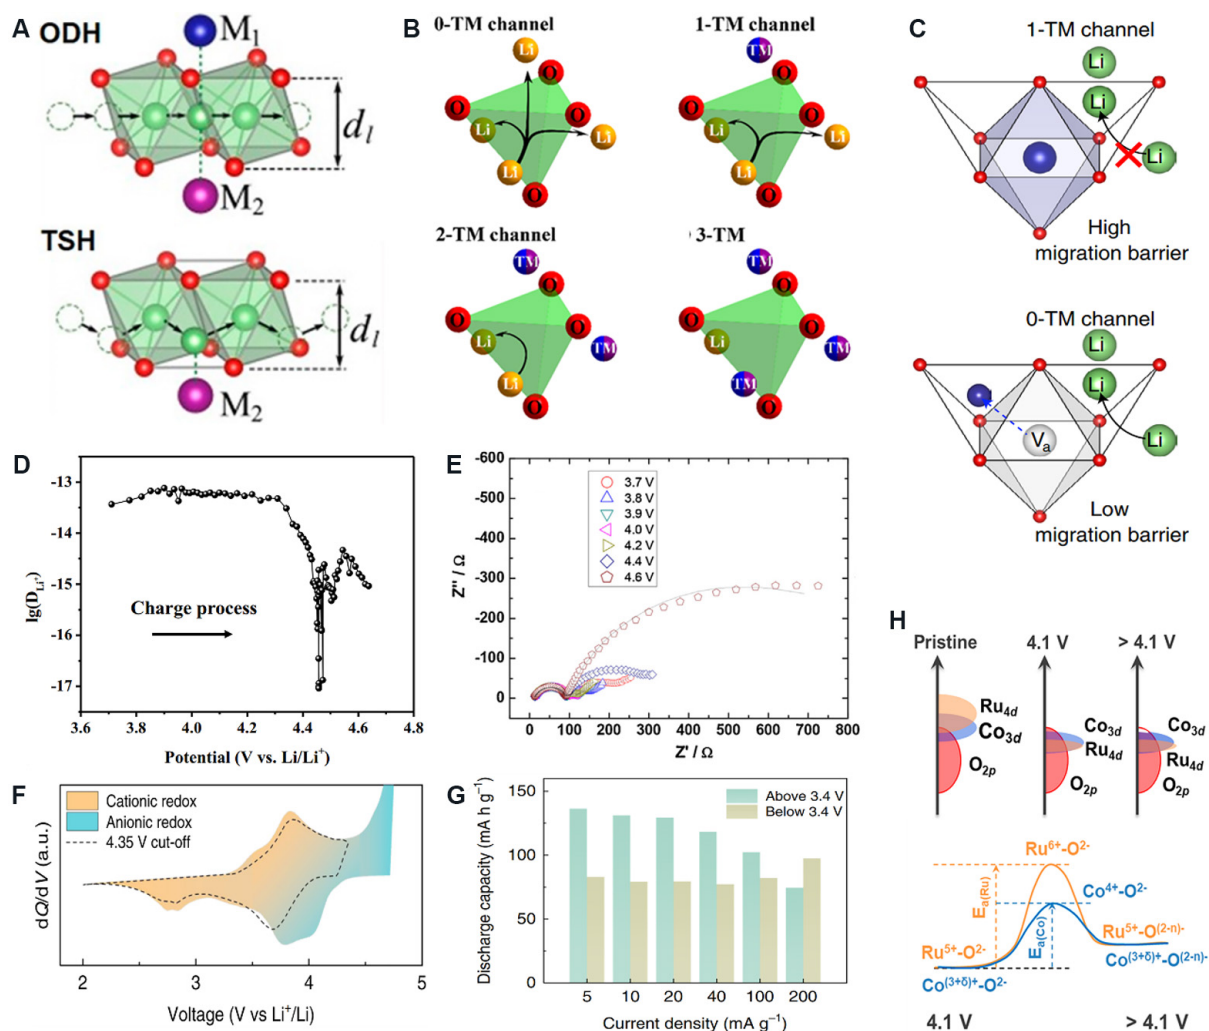 A
ODH
M1
dl
M2
TSH
dl
M2
B
0-TM channel
Li
O
O
Li
Li
Li
O
1-TM channel
TM
O
O
Li
Li
Li
O
2-TM channel
TM
O
O
Li
TM
Li
O
3-TM
TM
O
O
Li
TM
TM
O
C
1-TM channel
Li
Li
Li
High
migration barrier
0-TM channel
Li
Li
Va
Li
Low
migration barrier
D
lg(DLi+)
-13
-14
-15
-16
-17
Charge process
3.6 4.0 4.2 4.4 4.8
Potential (V vs. Li/Li+)
E
Z'' / Ω
-600
-500
-400
-300
-200
-100
0
3.7 V
3.8 V
3.9 V
4.0 V
4.2 V
4.4 V
4.6 V
0 100 200 300 400 500 600 700 800
Z' / Ω
F
Cationic redox
Anionic redox
4.35 V cut-off
dQ/dV (a.u.)
2 3 4 5
Voltage (V vs Li+/Li)
G
Discharge capacity (mA h g–1)
150
100
50
0
Above 3.4 V
Below 3.4 V
5 10 20 40 100 200
Current density (mA g–1)
H
Pristine 4.1 V > 4.1 V
Ru4d
Co3d
O2p
Co3d
Ru4d
O2p
Co3d
Ru4d
O2p
Ru6+-O2-
Co4+-O2-
Ea(Ru)
Ea(Co)
Ru5+-O2-
Co(3+δ)+-O2-
Ru5+-O(2-n)-
Co(3+δ)+-O(2-n)-
4.1 V > 4.1 V